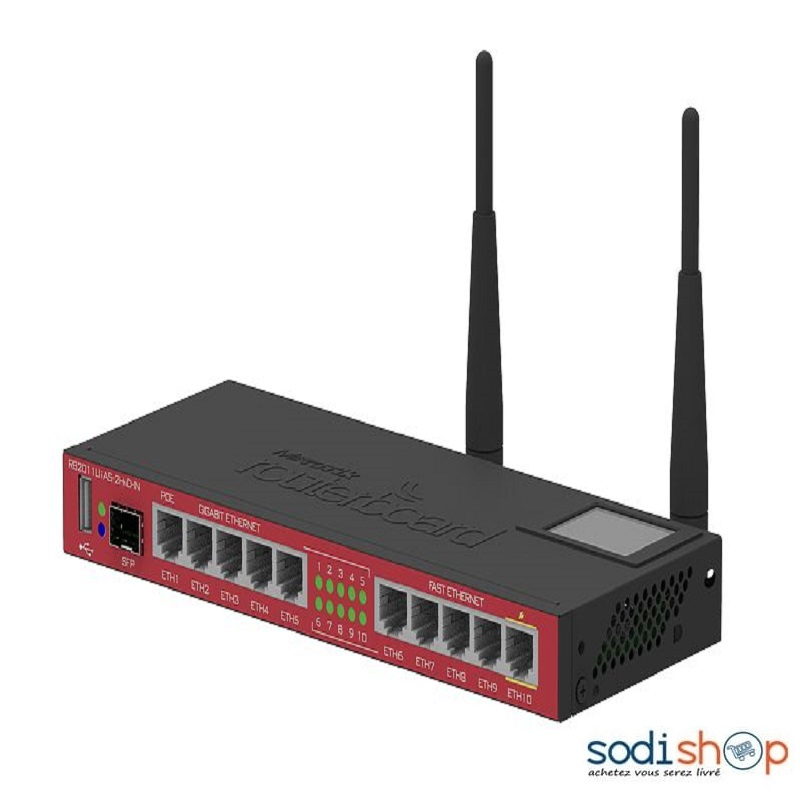 Mikrotik
routerboard
RB2011UiAS-2HnD-IN
POE
GIGABIT ETHERNET
SFP
ETH1 ETH2 ETH3 ETH4 ETH5
1 2 3 4 5
6 7 8 9 10
FAST ETHERNET
ETH6 ETH7 ETH8 ETH9 ETH10
sodishop
achetez vous serez livré